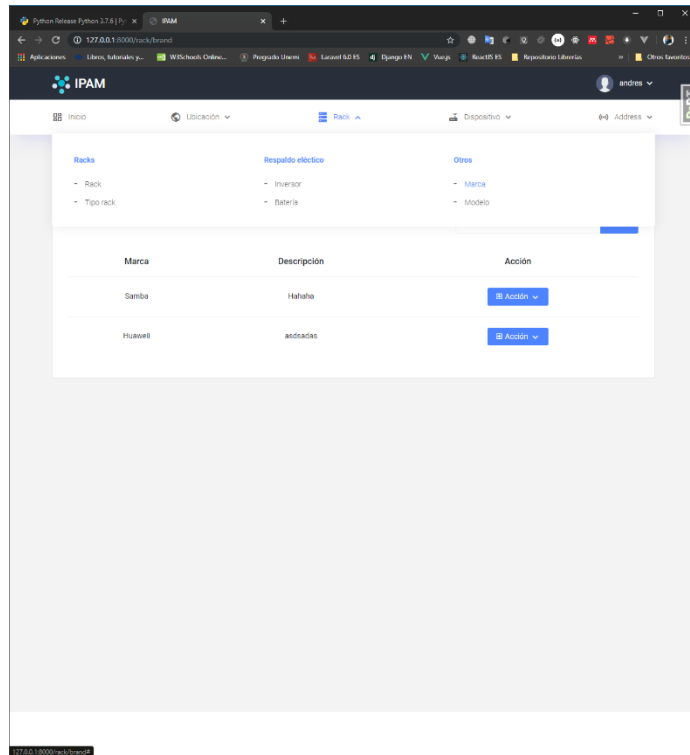 Python Release Python 3.7.6 | Py
IPAM
127.0.0.1:8000/rack/brand
Aplicaciones
Libros, tutoriales y...
W3Schools Online...
Pregrado Unemi
Laravel 6.0 ES
Django EN
Vuejs
ReactJS ES
Repositorio Librerias
Otros favoritos
IPAM
andres
Inicio
Ubicación
Rack
Dispositivo
Address
Racks
Respaldo eléctico
Otros
- Rack
- Inversor
- Marca
- Tipo rack
- Batería
- Modelo
Marca
Descripción
Acción
Samba
Hahaha
Acción
Huaweii
asdsadas
Acción
127.0.0.1:8000/rack/brand#